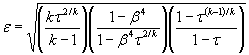 ε = √((kτ^{2/k} / (k−1)) ((1−β⁴) / (1−β⁴τ^{2/k})) ((1−τ^{(k−1)/k}) / (1−τ)))